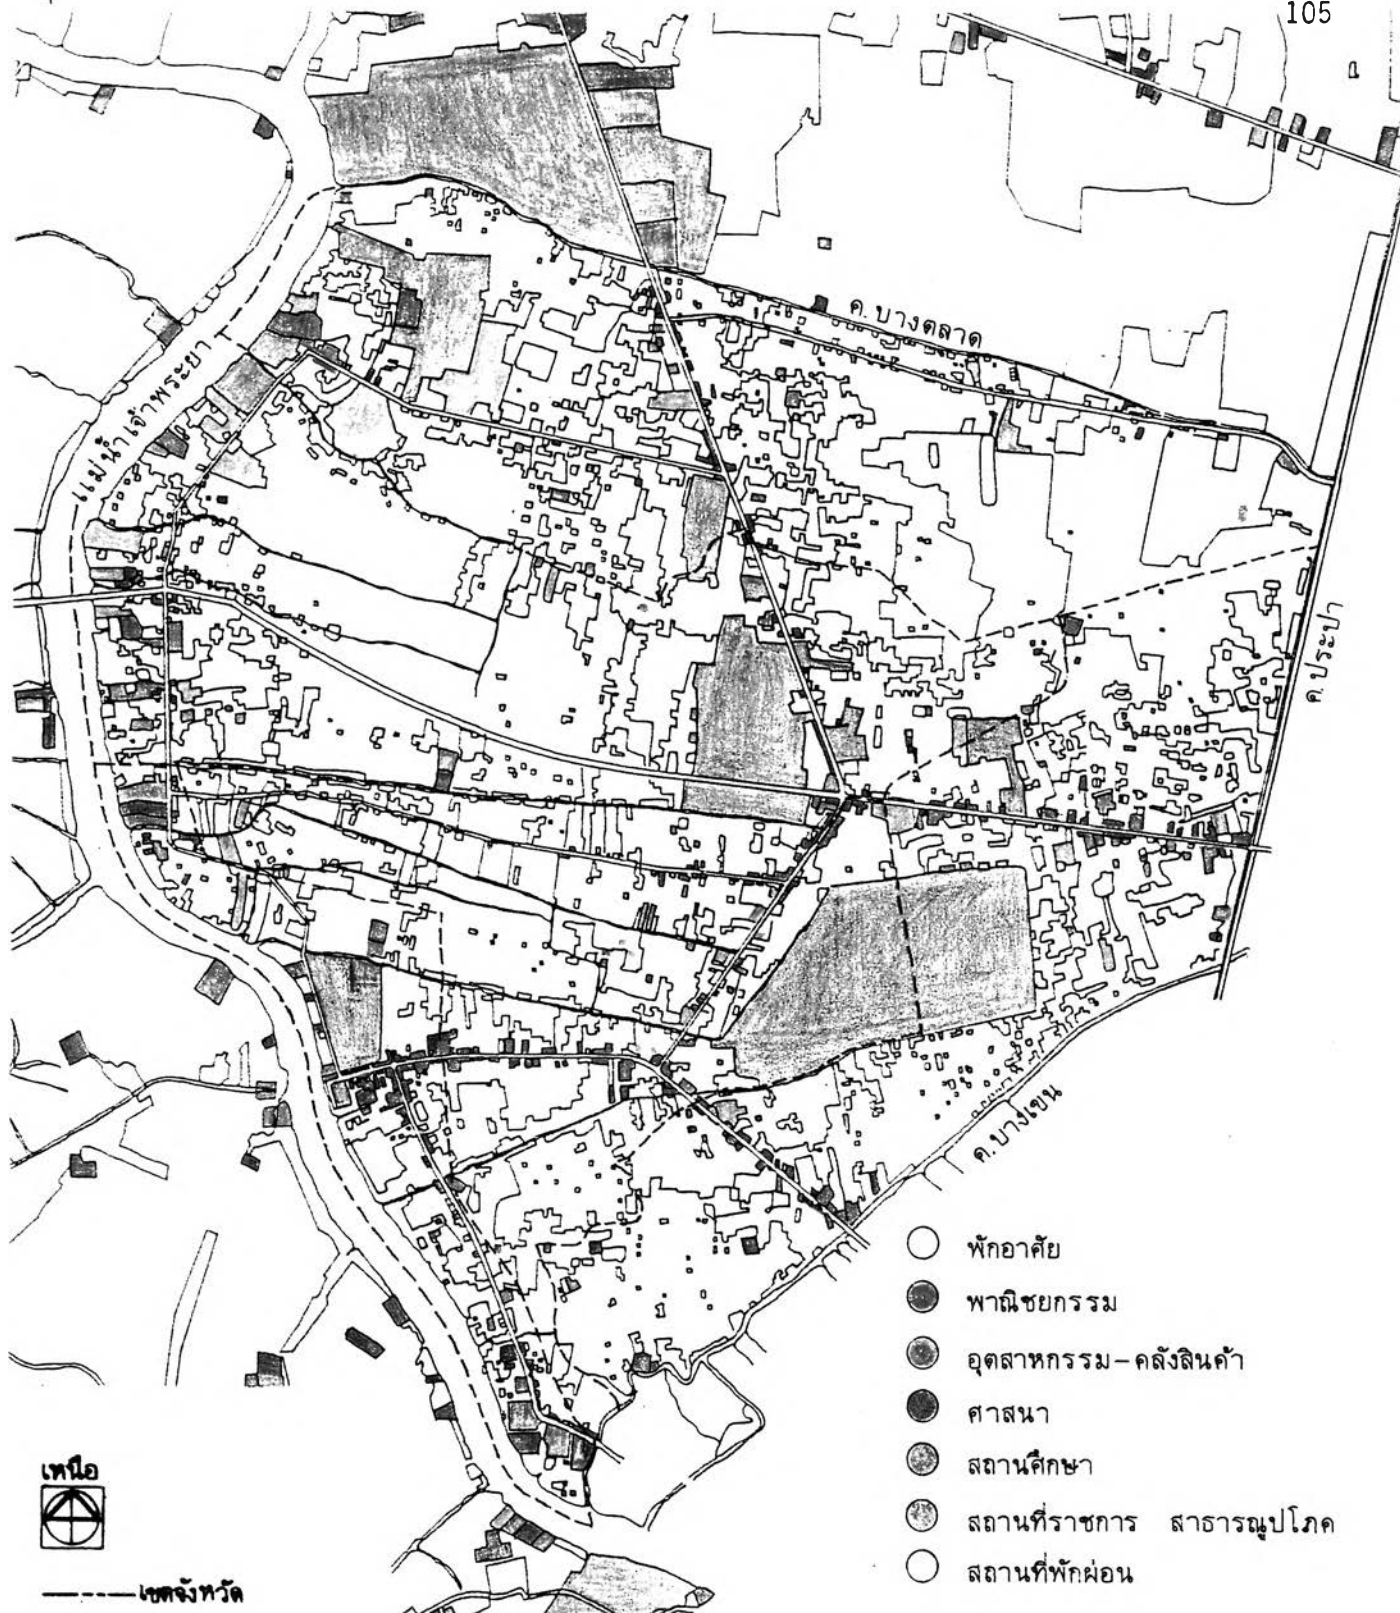 105
ค.บางตลาด
แม่น้ำเจ้าพระยา
ค.ประปา
ค.บางเขน
พักอาศัย
พาณิชยกรรม
อุตสาหกรรม-คลังสินค้า
ศาสนา
สถานศึกษา
สถานที่ราชการ สาธารณูปโภค
สถานที่พักผ่อน
เหนือ
เขตจังหวัด